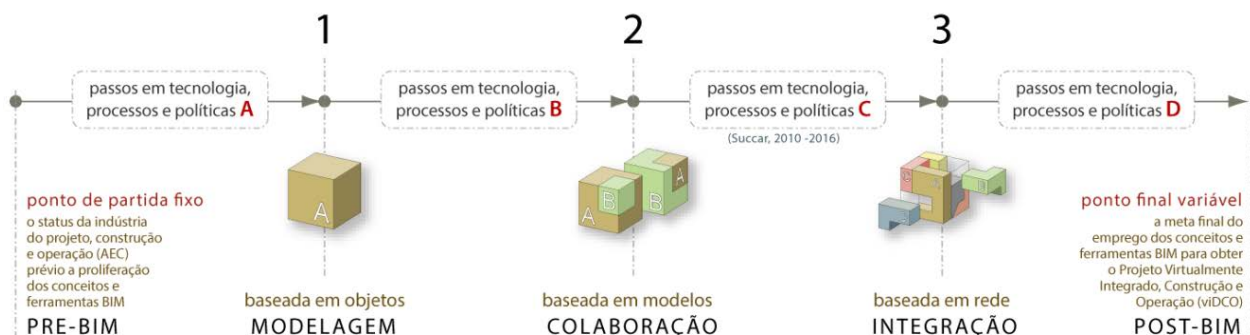 1
2
3
passos em tecnologia,
processos e políticas A
passos em tecnologia,
processos e políticas B
passos em tecnologia,
processos e políticas C
(Succar, 2010 -2016)
passos em tecnologia,
processos e políticas D
ponto de partida fixo
o status da indústria
do projeto, construção
e operação (AEC)
prévio a proliferação
dos conceitos e
ferramentas BIM
PRE-BIM
A
baseada em objetos
MODELAGEM
A
B
B
A
baseada em modelos
COLABORAÇÃO
baseada em rede
INTEGRAÇÃO
ponto final variável
a meta final do
emprego dos conceitos e
ferramentas BIM para obter
o Projeto Virtualmente
Integrado, Construção e
Operação (viDCO)
POST-BIM